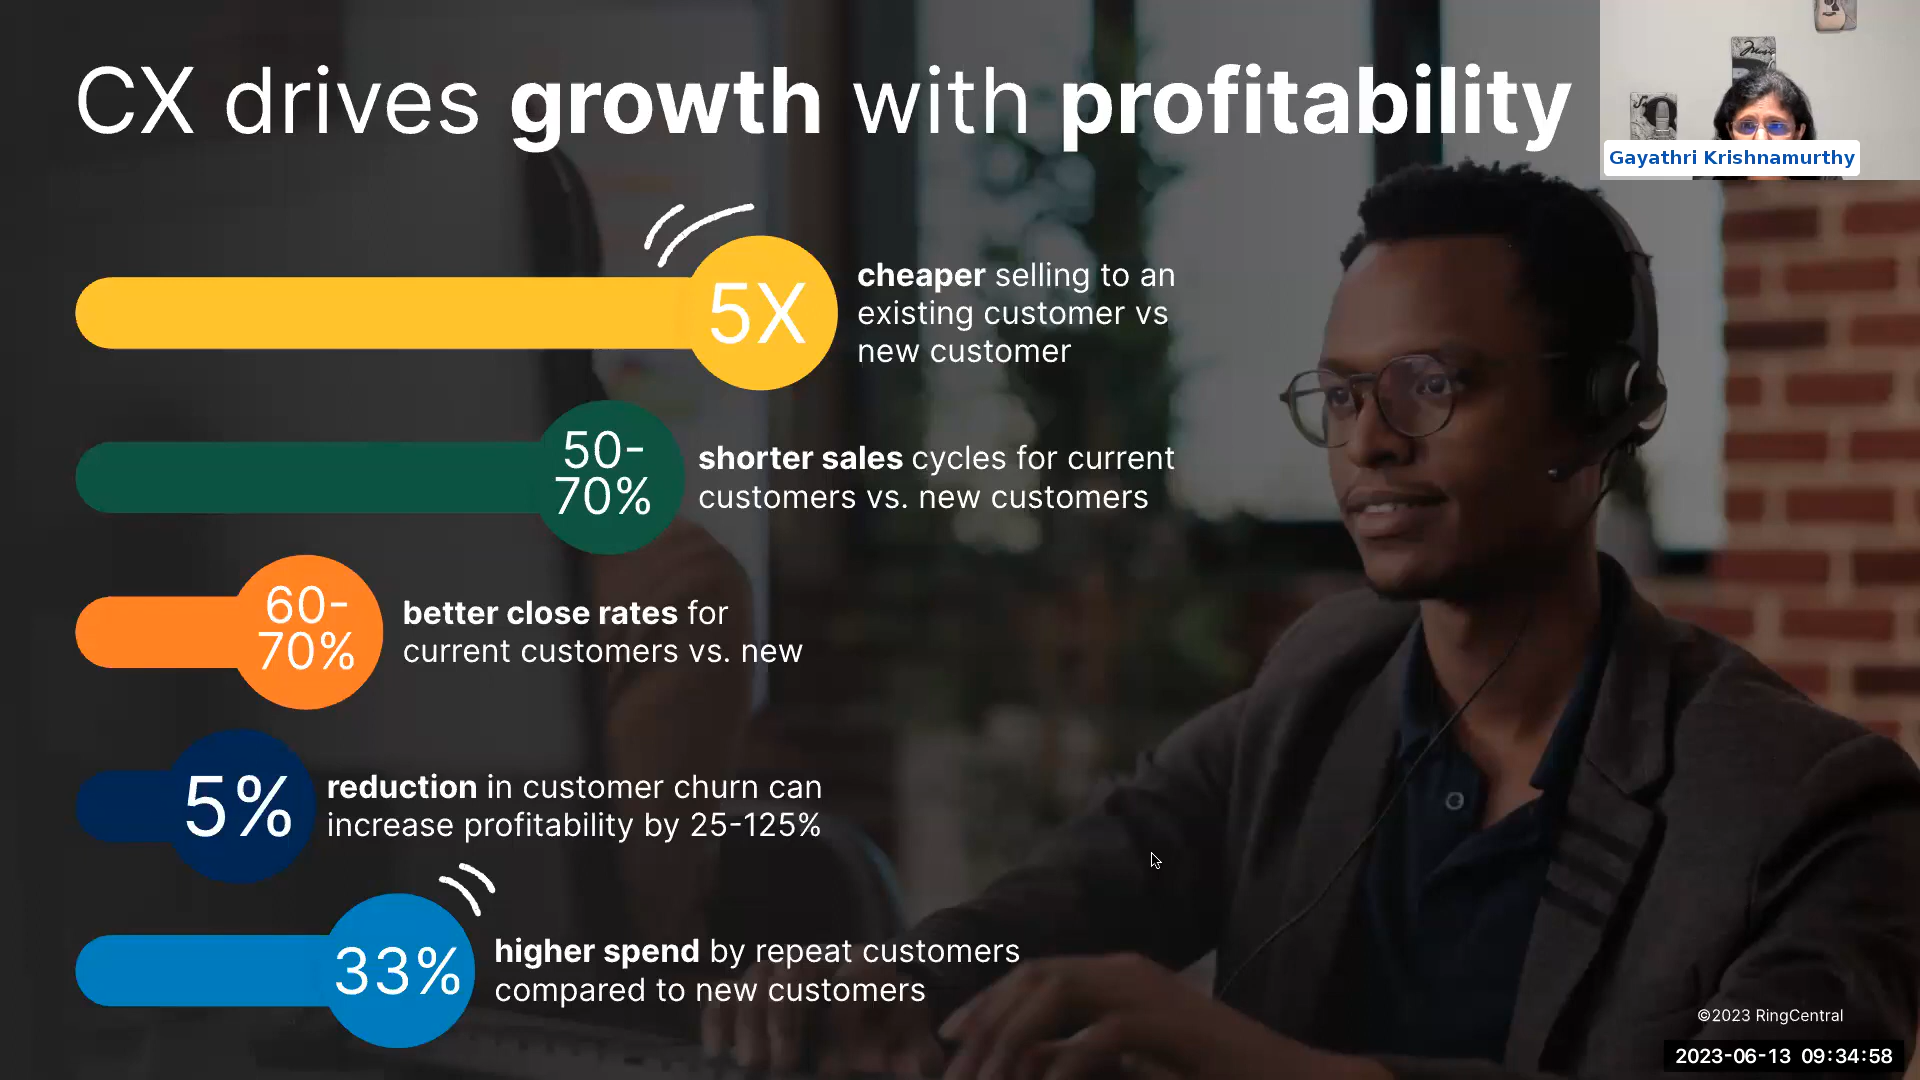 CX drives growth with profitability
Gayathri Krishnamurthy
5X
cheaper selling to an
existing customer vs
new customer
50-
70%
shorter sales cycles for current
customers vs. new customers
60-
70%
better close rates for
current customers vs. new
5%
reduction in customer churn can
increase profitability by 25-125%
33%
higher spend by repeat customers
compared to new customers
©2023 RingCentral
2023-06-13 09:34:58